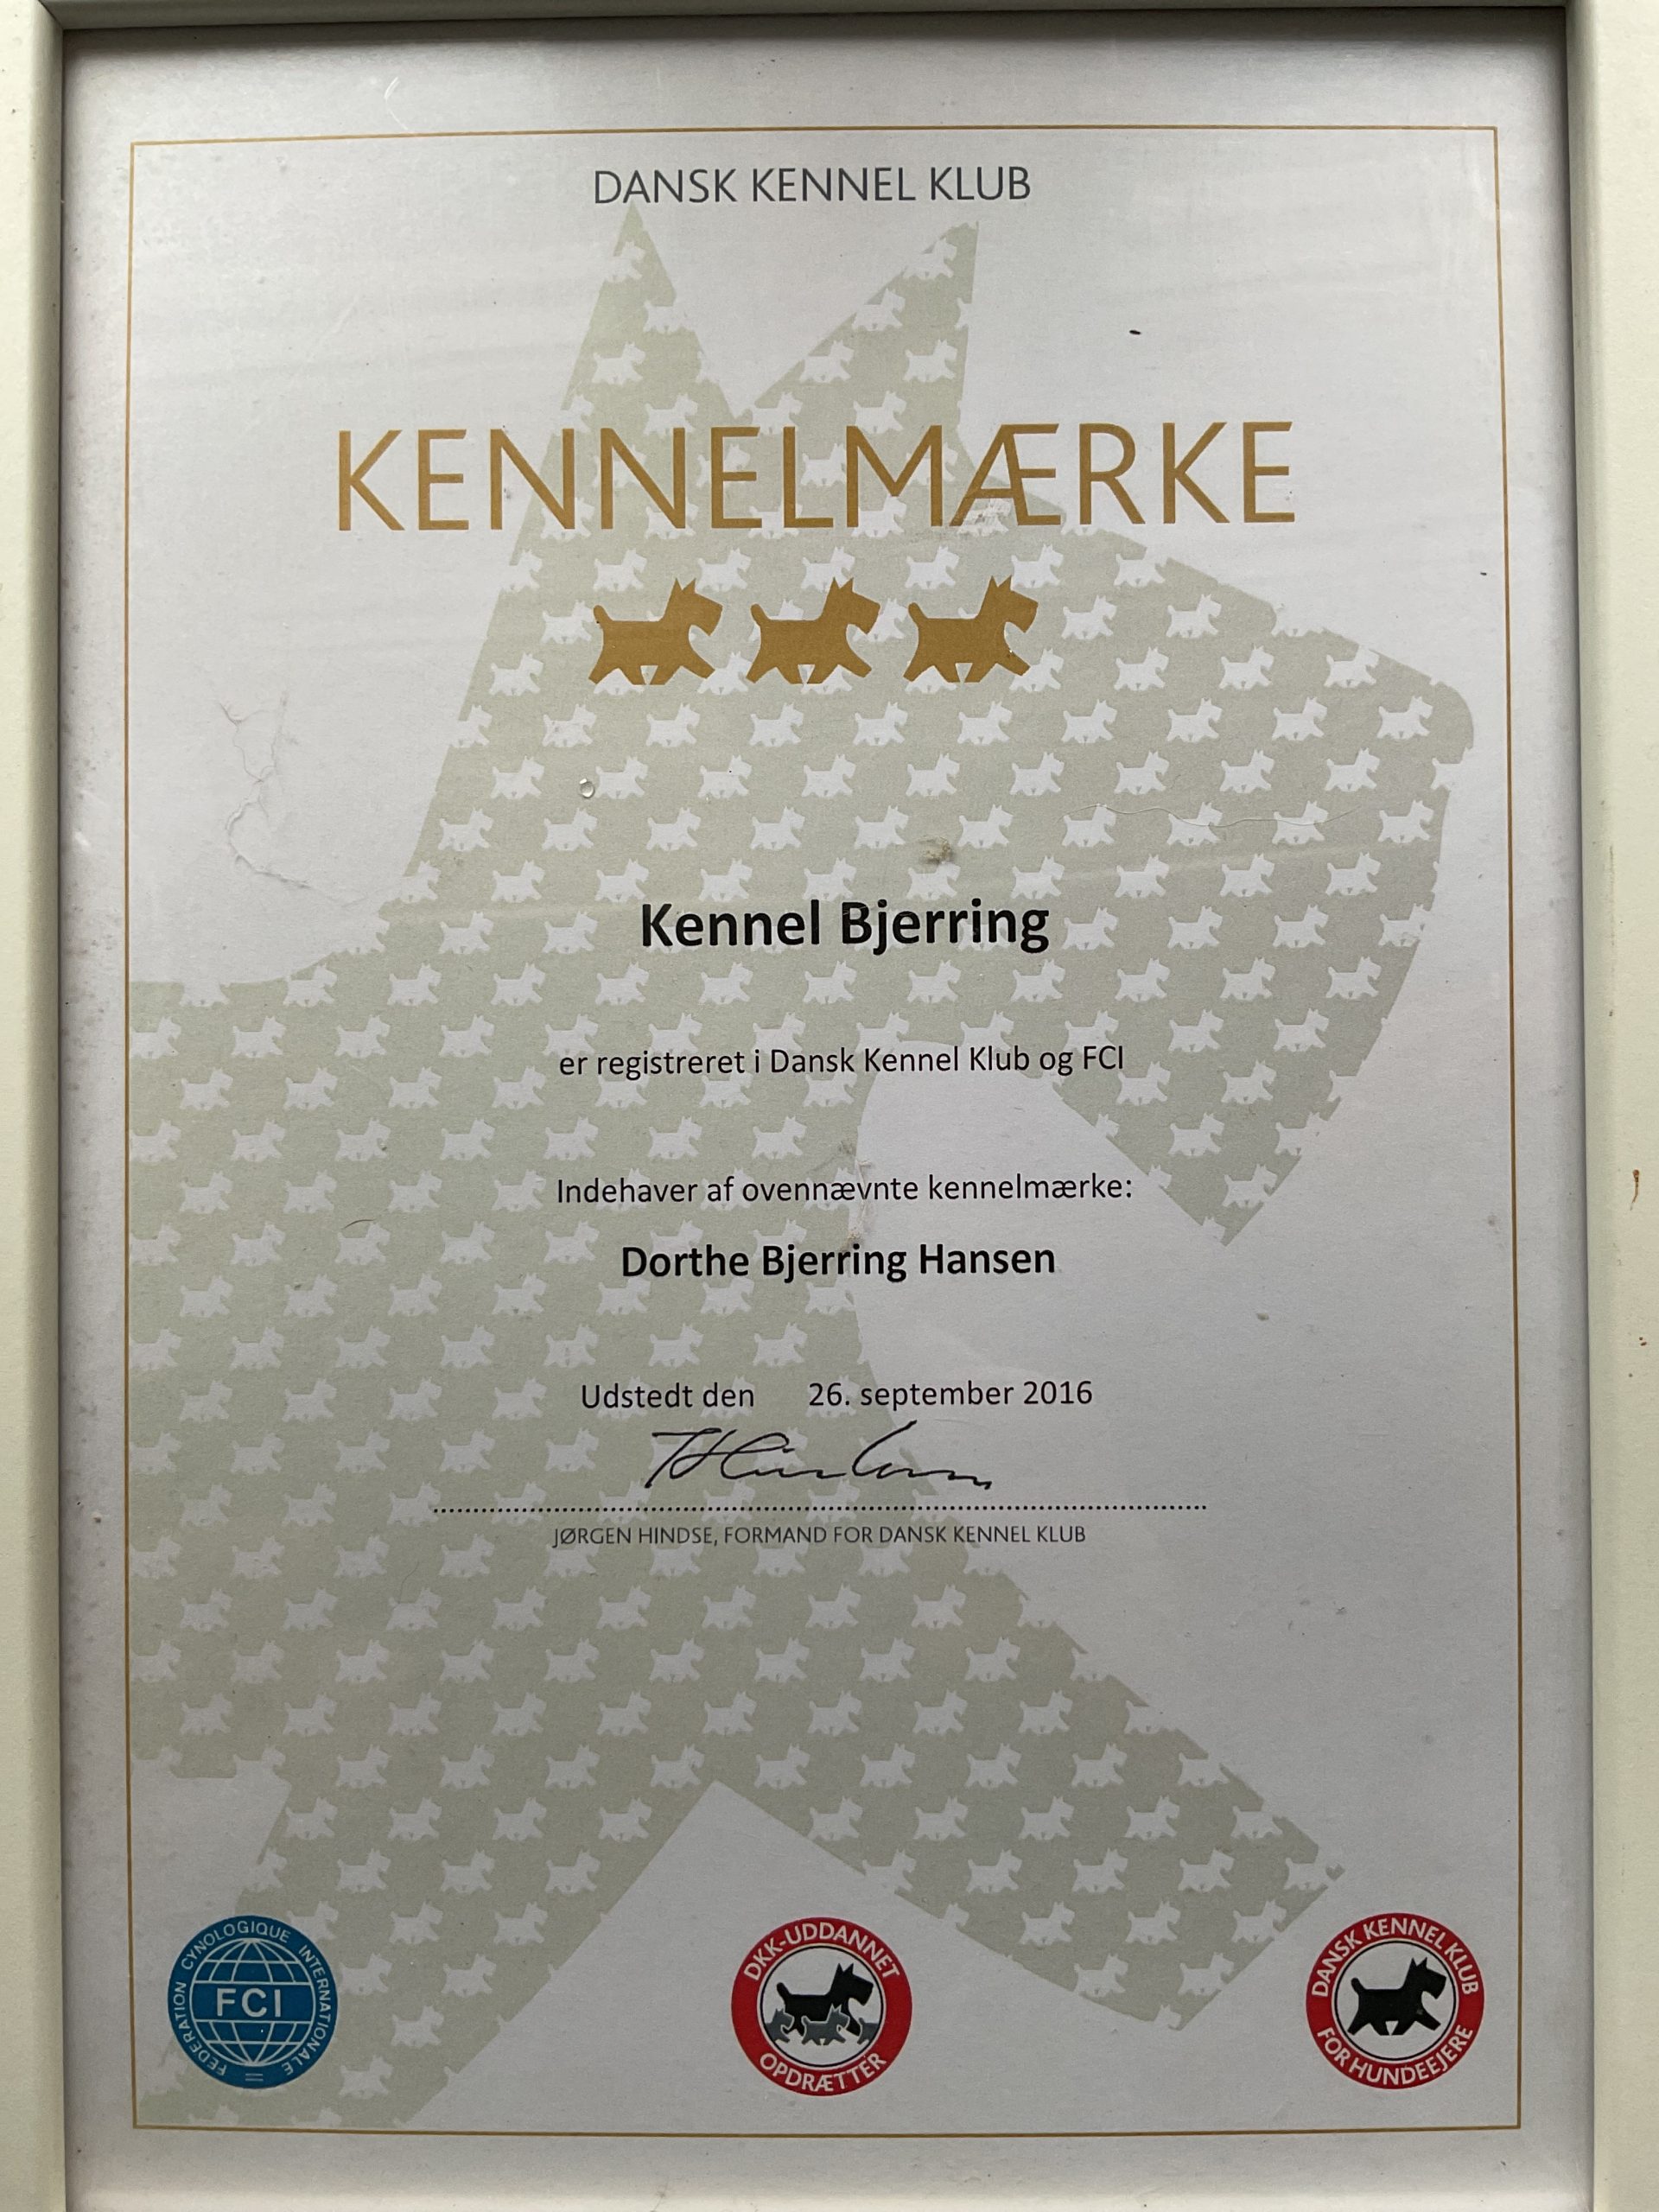 DANSK KENNEL KLUB
KENNELMÆRKE
Kennel Bjerring
er registreret i Dansk Kennel Klub og FCI
Indehaver af ovennævnte kennelmærke:
Dorthe Bjerring Hansen
Udstedt den 26. september 2016
JØRGEN HINDSE, FORMAND FOR DANSK KENNEL KLUB
FEDERATION CYNOLOGIQUE INTERNATIONALE
FCI
DKK-UDDANNET
OPDRÆTTER
DANSK KENNEL KLUB
FOR HUNDEEJERE